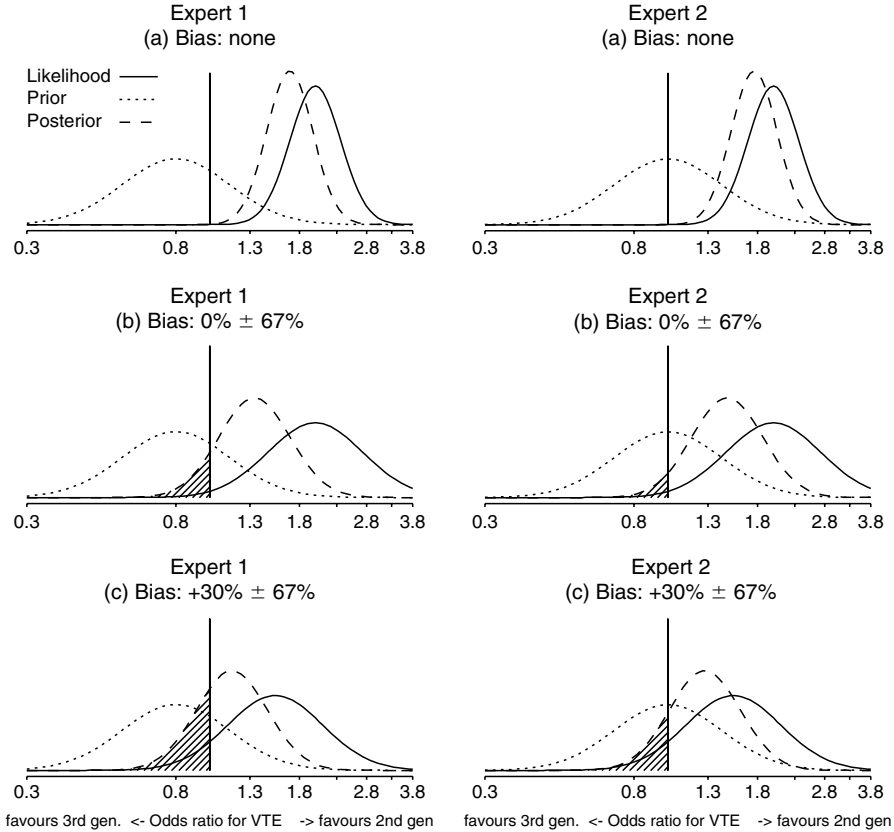 Expert 1
(a) Bias: none
Likelihood
Prior
Posterior
0.3 0.8 1.3 1.8 2.8 3.8
Expert 2
(a) Bias: none
0.3 0.8 1.3 1.8 2.8 3.8
Expert 1
(b) Bias: 0% ± 67%
0.3 0.8 1.3 1.8 2.8 3.8
Expert 2
(b) Bias: 0% ± 67%
0.3 0.8 1.3 1.8 2.8 3.8
Expert 1
(c) Bias: +30% ± 67%
0.3 0.8 1.3 1.8 2.8 3.8
favours 3rd gen. <- Odds ratio for VTE -> favours 2nd gen
Expert 2
(c) Bias: +30% ± 67%
0.3 0.8 1.3 1.8 2.8 3.8
favours 3rd gen. <- Odds ratio for VTE -> favours 2nd gen